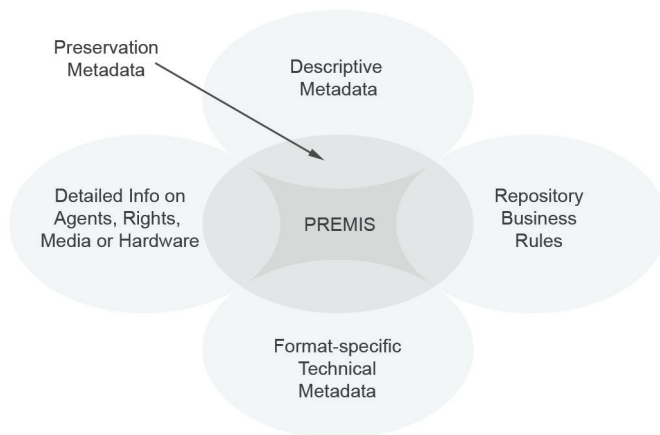 Preservation
Metadata
Descriptive
Metadata
Detailed Info on
Agents, Rights,
Media or Hardware
PREMIS
Repository
Business
Rules
Format-specific
Technical
Metadata